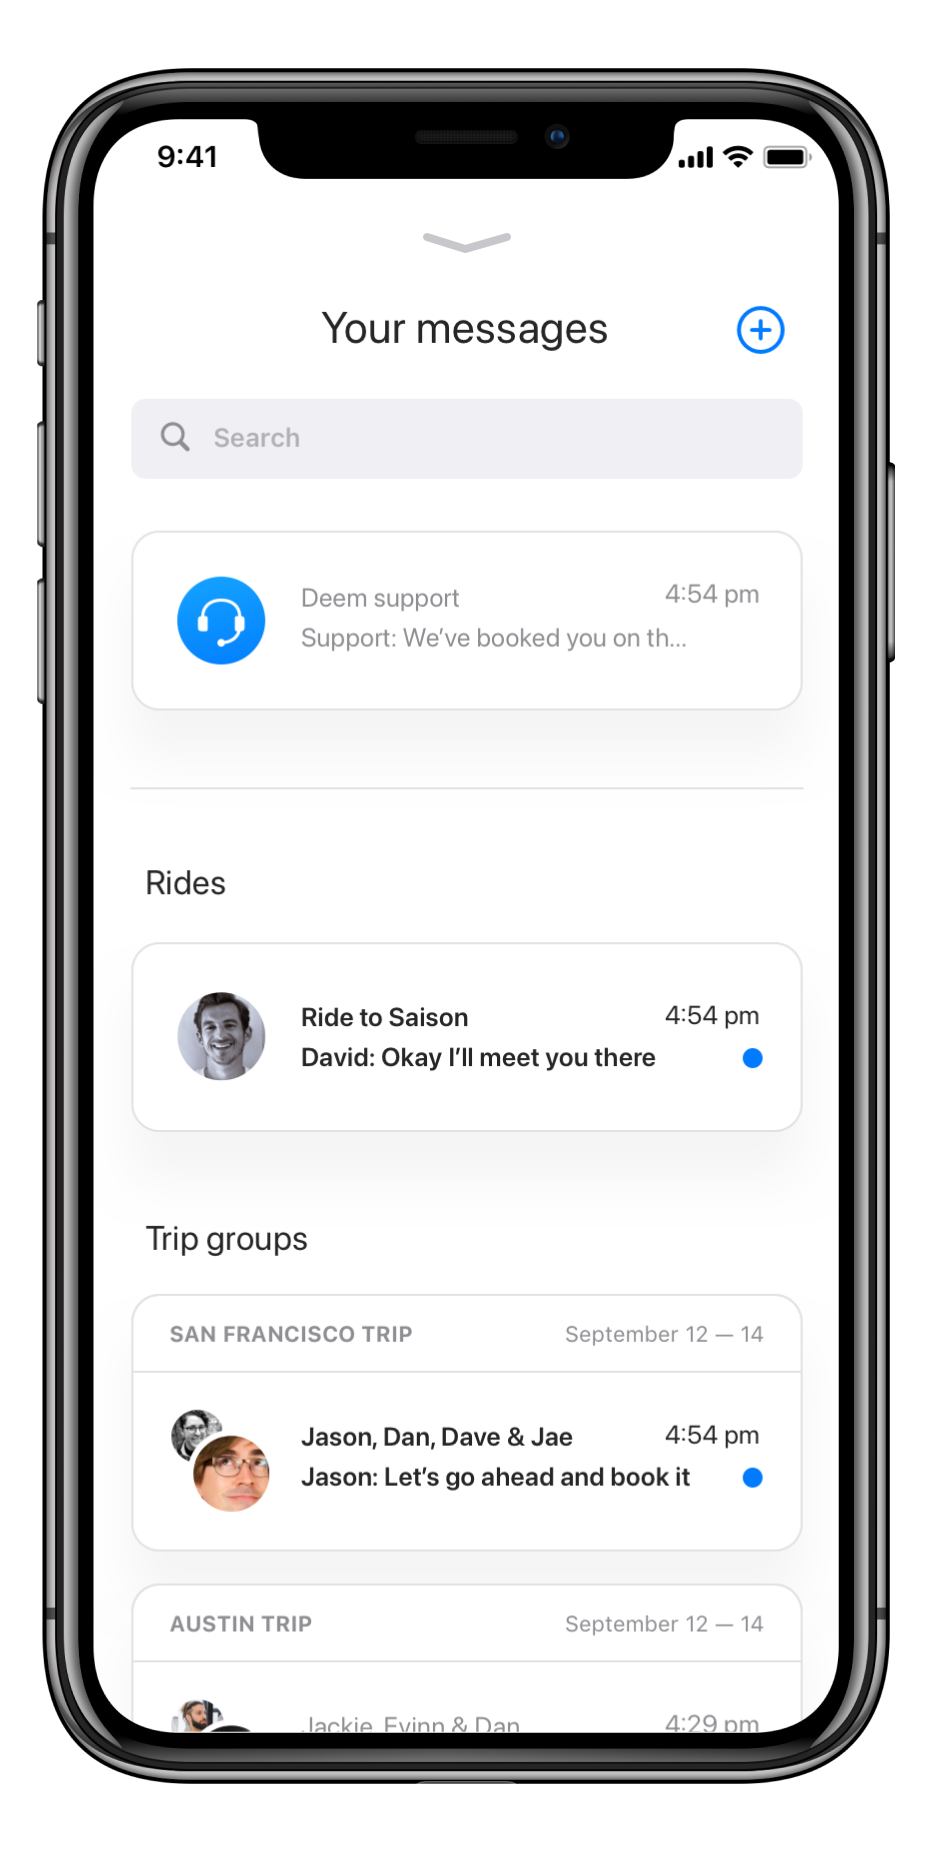 9:41
Your messages
Search
Deem support 4:54 pm
Support: We've booked you on th...
Rides
Ride to Saison 4:54 pm
David: Okay I'll meet you there
Trip groups
SAN FRANCISCO TRIP September 12 — 14
Jason, Dan, Dave & Jae 4:54 pm
Jason: Let's go ahead and book it
AUSTIN TRIP September 12 — 14
Jackie, Evinn & Dan 4:29 pm